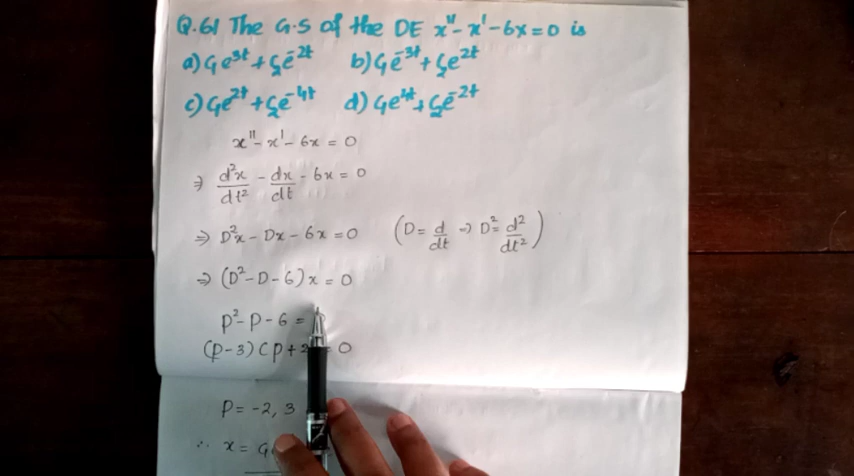 Q.61 The G.S of the DE x'' - x' - 6x = 0 is
a) C₁e^{3t} + C₂e^{-2t} b) C₁e^{-3t} + C₂e^{2t}
c) C₁e^{2t} + C₂e^{-4t} d) C₁e^{4t} + C₂e^{-2t}
x'' - x' - 6x = 0
⇒ d²x/dt² - dx/dt - 6x = 0
⇒ D²x - Dx - 6x = 0 (D = d/dt ⇒ D² = d²/dt²)
⇒ (D² - D - 6)x = 0
p² - p - 6 =
(p - 3)(p + 2 = 0
p = -2, 3
∴ x =